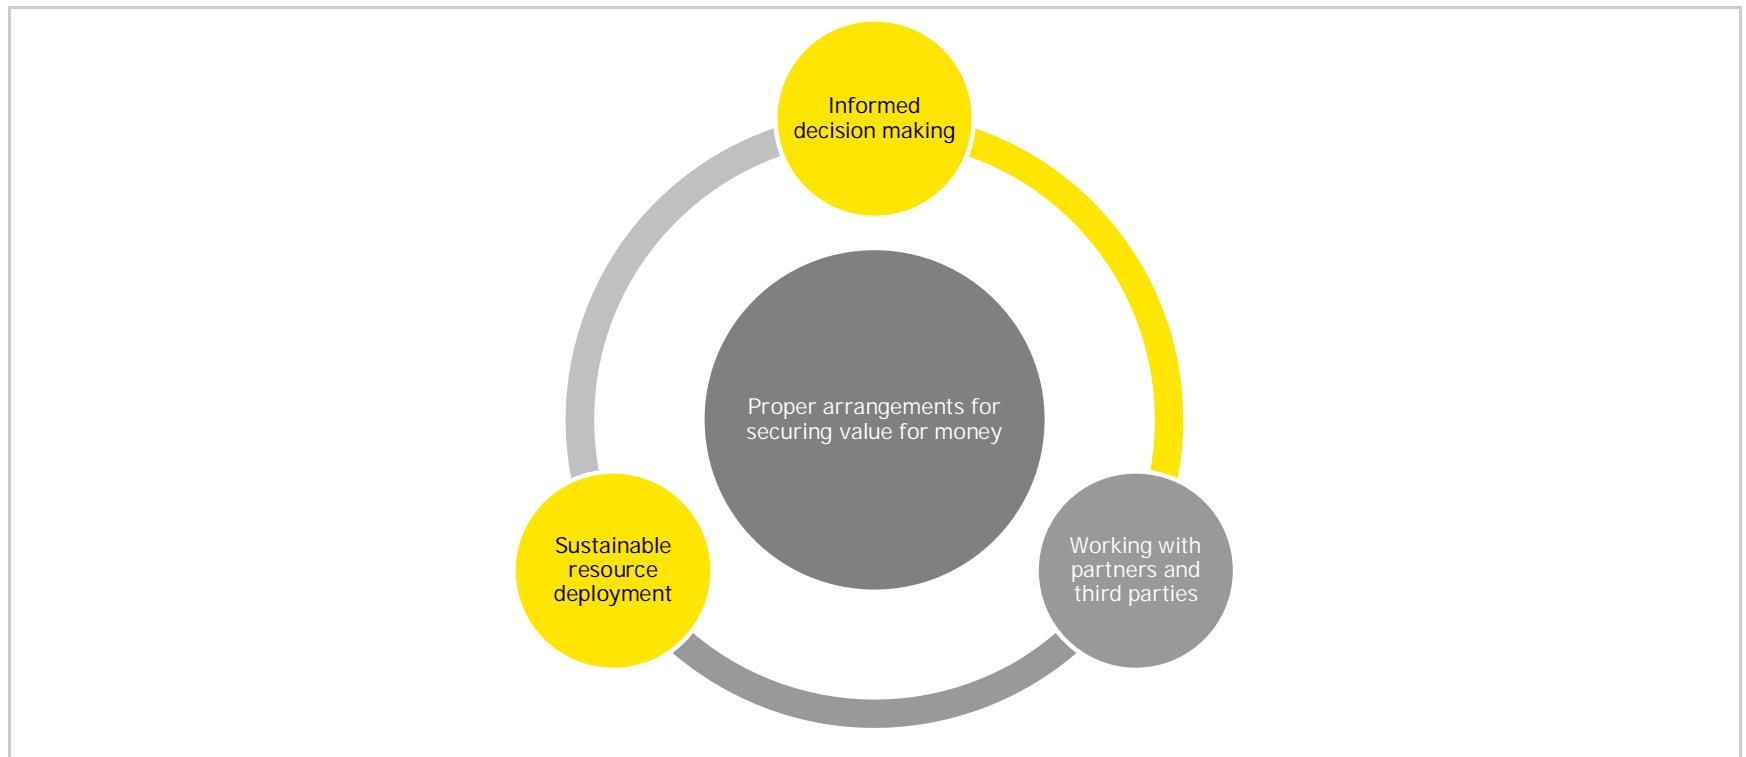 Informed
decision making
Proper arrangements for
securing value for money
Sustainable
resource
deployment
Working with
partners and
third parties